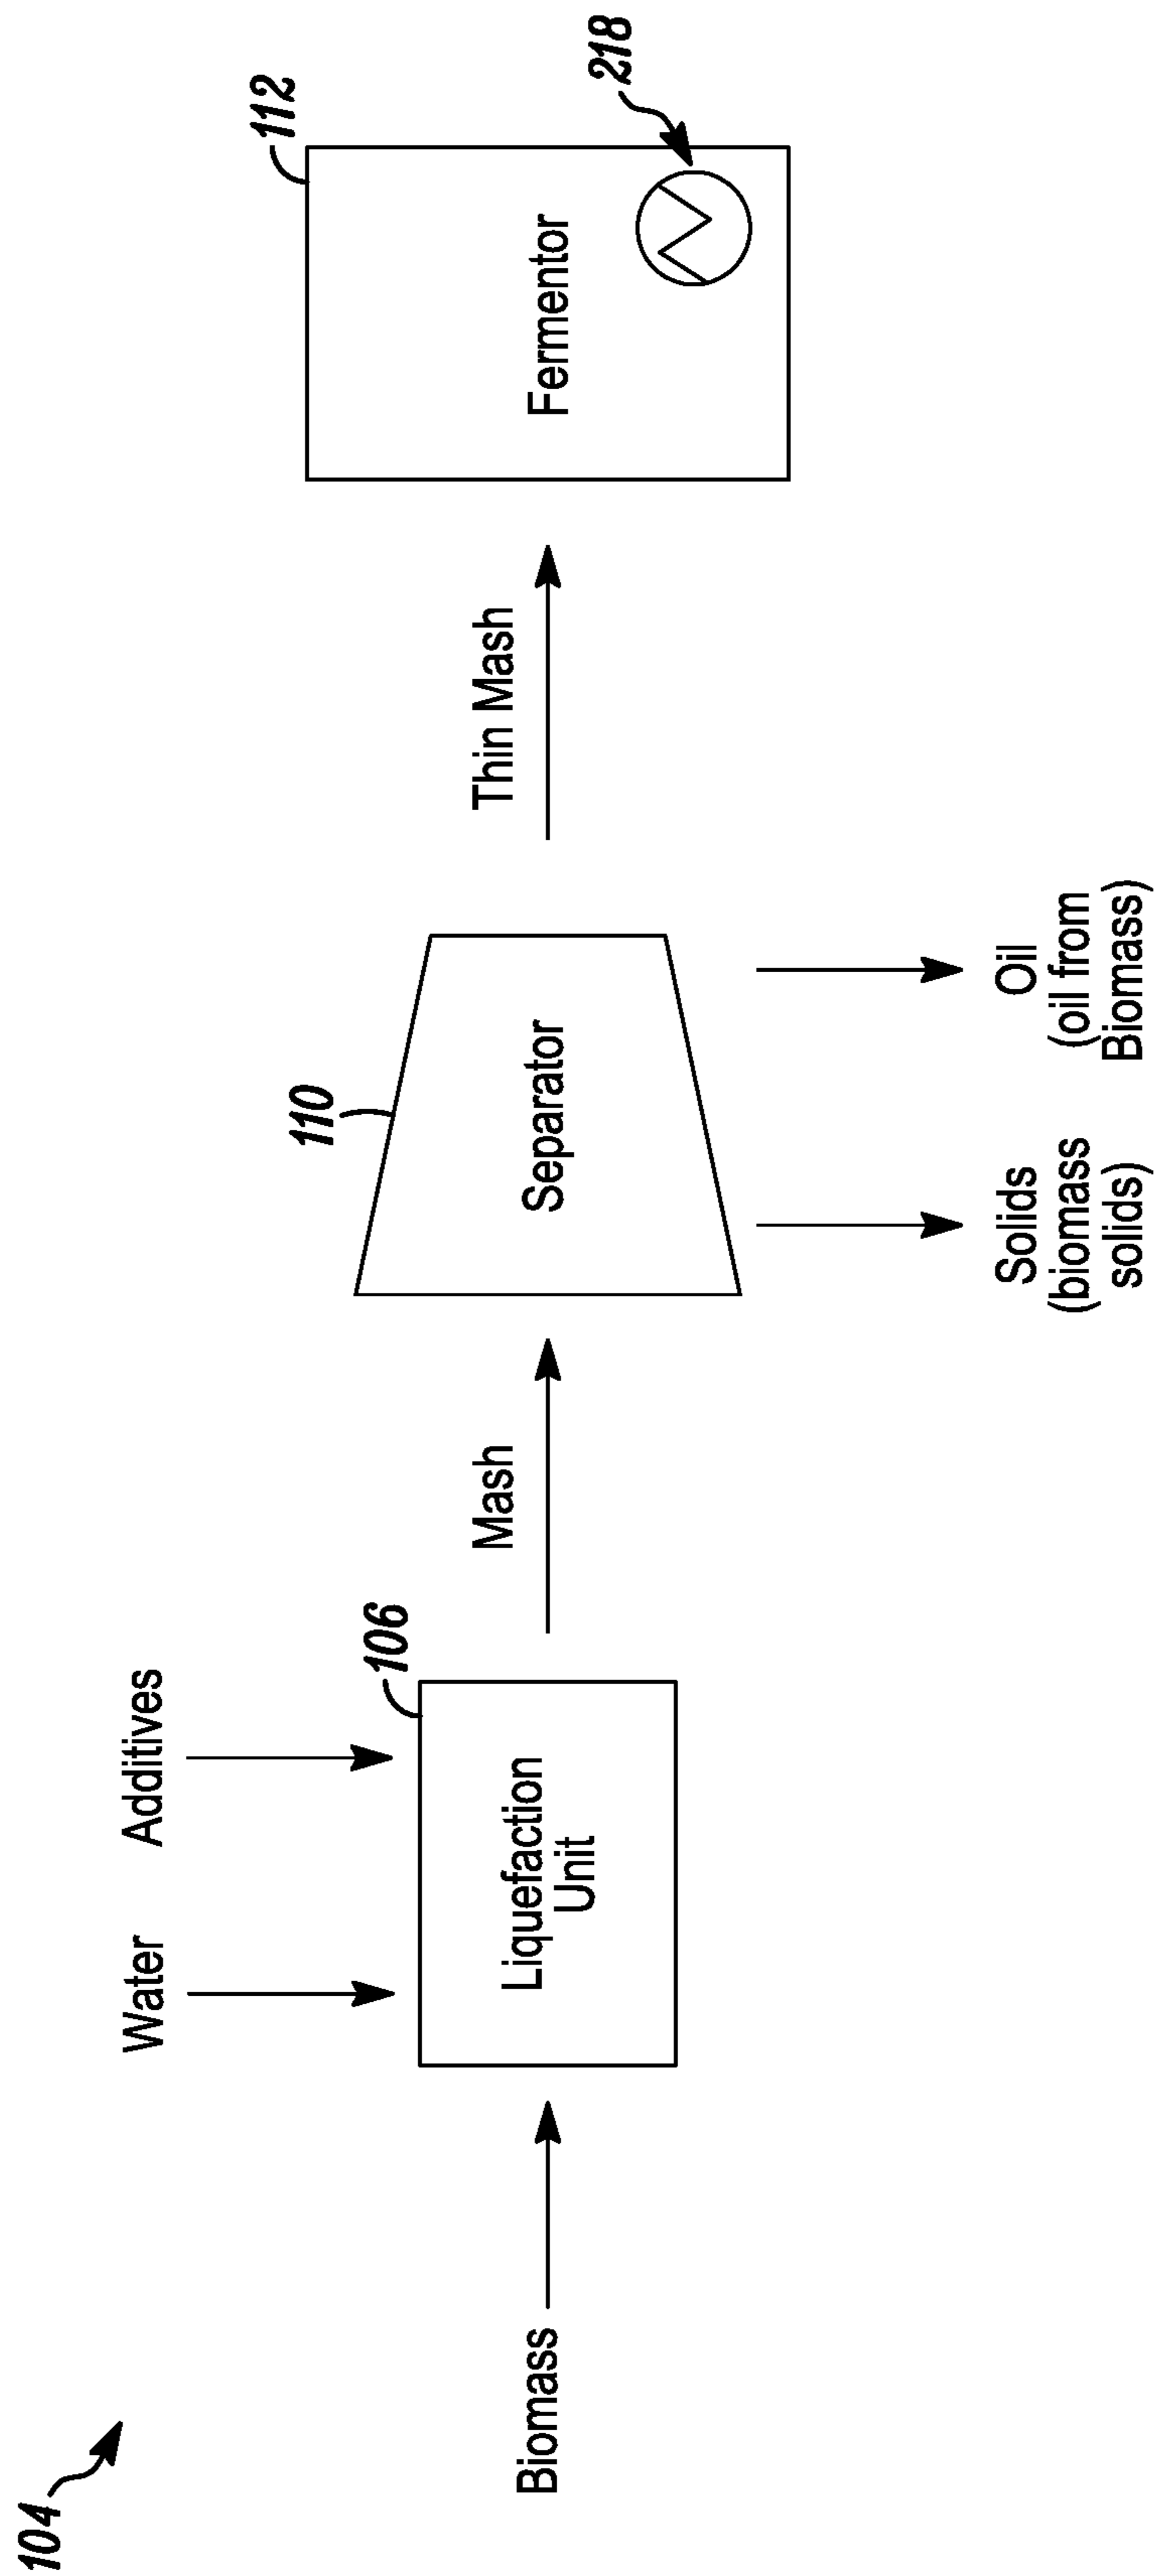 104
Water
Additives
106
Biomass
Liquefaction
Unit
Mash
110
Separator
Solids
(biomass
solids)
Oil
(oil from
Biomass)
Thin Mash
112
Fermentor
218